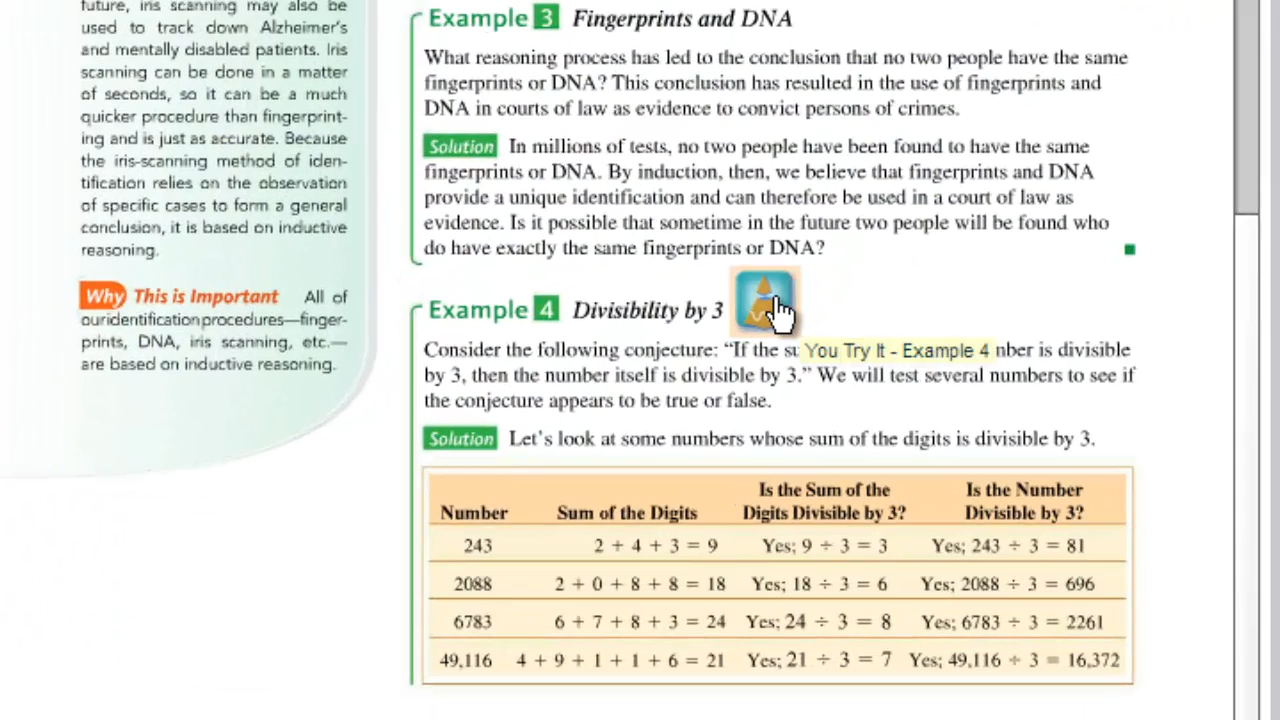 future, iris scanning may also be
used to track down Alzheimer's
and mentally disabled patients. Iris
scanning can be done in a matter
of seconds, so it can be a much
quicker procedure than fingerprint-
ing and is just as accurate. Because
the iris-scanning method of iden-
tification relies on the observation
of specific cases to form a general
conclusion, it is based on inductive
reasoning.
Why This is Important All of
our identification procedures—finger-
prints, DNA, iris scanning, etc.—
are based on inductive reasoning.
Example 3 Fingerprints and DNA
What reasoning process has led to the conclusion that no two people have the same
fingerprints or DNA? This conclusion has resulted in the use of fingerprints and
DNA in courts of law as evidence to convict persons of crimes.
Solution In millions of tests, no two people have been found to have the same
fingerprints or DNA. By induction, then, we believe that fingerprints and DNA
provide a unique identification and can therefore be used in a court of law as
evidence. Is it possible that sometime in the future two people will be found who
do have exactly the same fingerprints or DNA?
Example 4 Divisibility by 3
Consider the following conjecture: “If the You Try It - Example 4 is divisible
by 3, then the number itself is divisible by 3.” We will test several numbers to see if
the conjecture appears to be true or false.
Solution Let's look at some numbers whose sum of the digits is divisible by 3.
Is the Sum of the Is the Number
Number Sum of the Digits Digits Divisible by 3? Divisible by 3?
243 2 + 4 + 3 = 9 Yes; 9 ÷ 3 = 3 Yes; 243 ÷ 3 = 81
2088 2 + 0 + 8 + 8 = 18 Yes; 18 ÷ 3 = 6 Yes; 2088 ÷ 3 = 696
6783 6 + 7 + 8 + 3 = 24 Yes; 24 ÷ 3 = 8 Yes; 6783 ÷ 3 = 2261
49,116 4 + 9 + 1 + 1 + 6 = 21 Yes; 21 ÷ 3 = 7 Yes; 49,116 ÷ 3 = 16,372